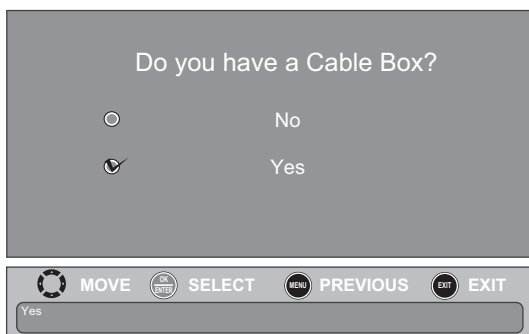 Do you have a Cable Box?
No
Yes
MOVE OK ENTER SELECT MENU PREVIOUS EXIT EXIT
Yes